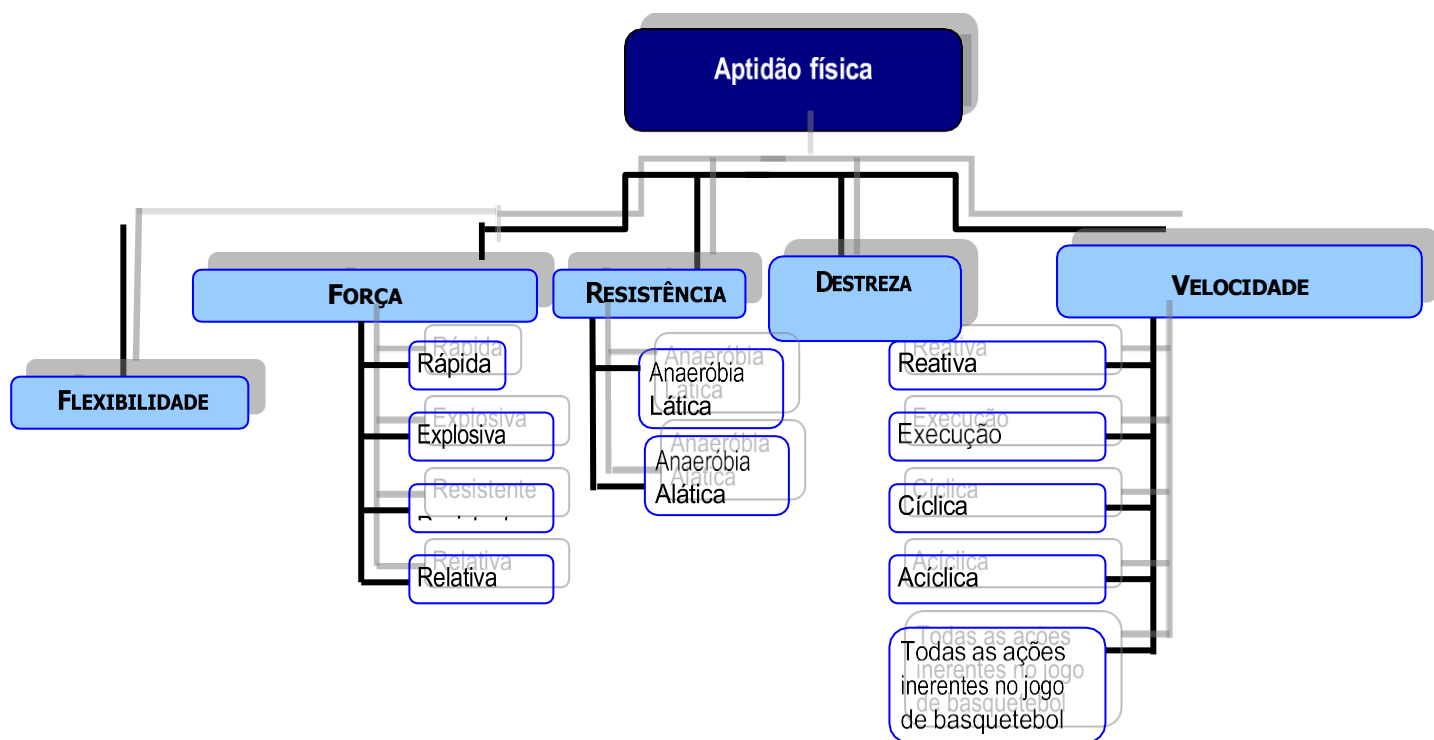 Aptidão física
FORÇA
RESISTÊNCIA
DESTREZA
VELOCIDADE
FLEXIBILIDADE
Rápida
Explosiva
Resistente
Relativa
Anaeróbia
Lática
Anaeróbia
Alática
Reativa
Execução
Cíclica
Acíclica
Todas as ações
inerentes no jogo
de basquetebol